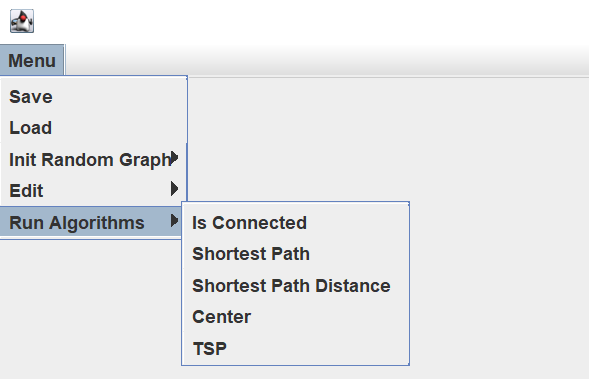 Menu
Save
Load
Init Random Graph
Edit
Run Algorithms
Is Connected
Shortest Path
Shortest Path Distance
Center
TSP